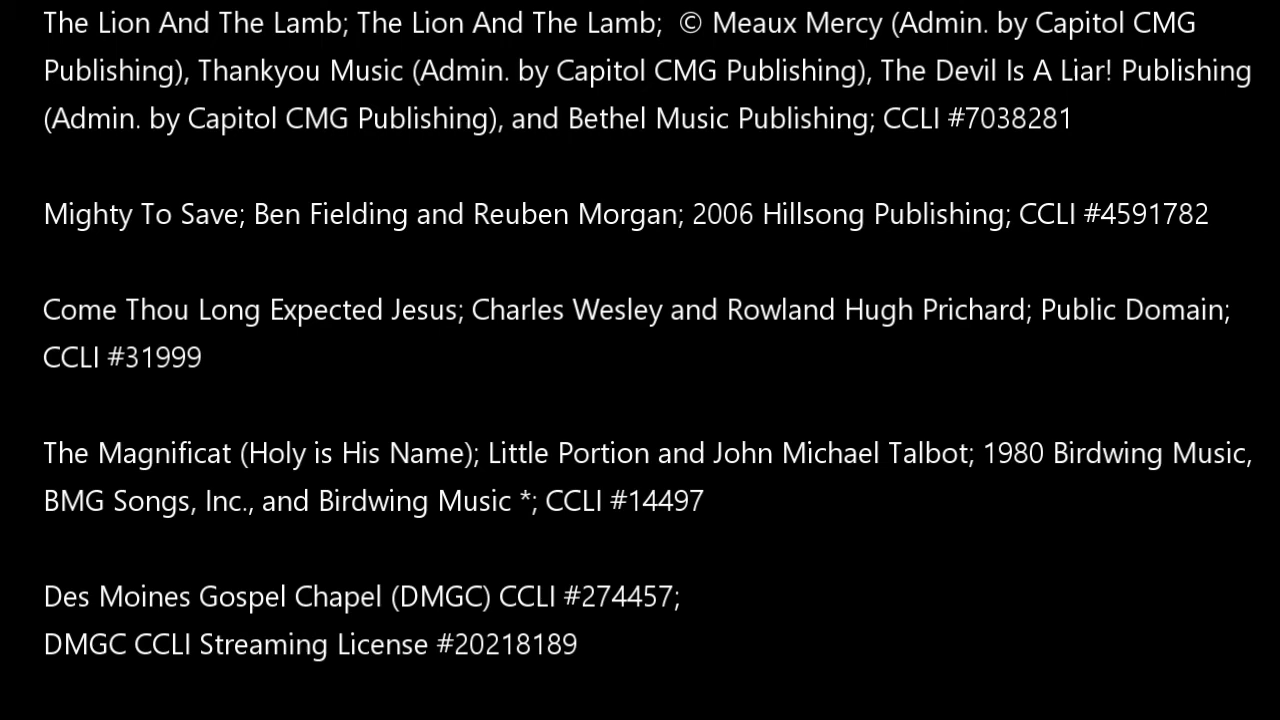 The Lion And The Lamb; The Lion And The Lamb;  © Meaux Mercy (Admin. by Capitol CMG
Publishing), Thankyou Music (Admin. by Capitol CMG Publishing), The Devil Is A Liar! Publishing
(Admin. by Capitol CMG Publishing), and Bethel Music Publishing; CCLI #7038281
Mighty To Save; Ben Fielding and Reuben Morgan; 2006 Hillsong Publishing; CCLI #4591782
Come Thou Long Expected Jesus; Charles Wesley and Rowland Hugh Prichard; Public Domain;
CCLI #31999
The Magnificat (Holy is His Name); Little Portion and John Michael Talbot; 1980 Birdwing Music,
BMG Songs, Inc., and Birdwing Music *; CCLI #14497
Des Moines Gospel Chapel (DMGC) CCLI #274457;
DMGC CCLI Streaming License #20218189